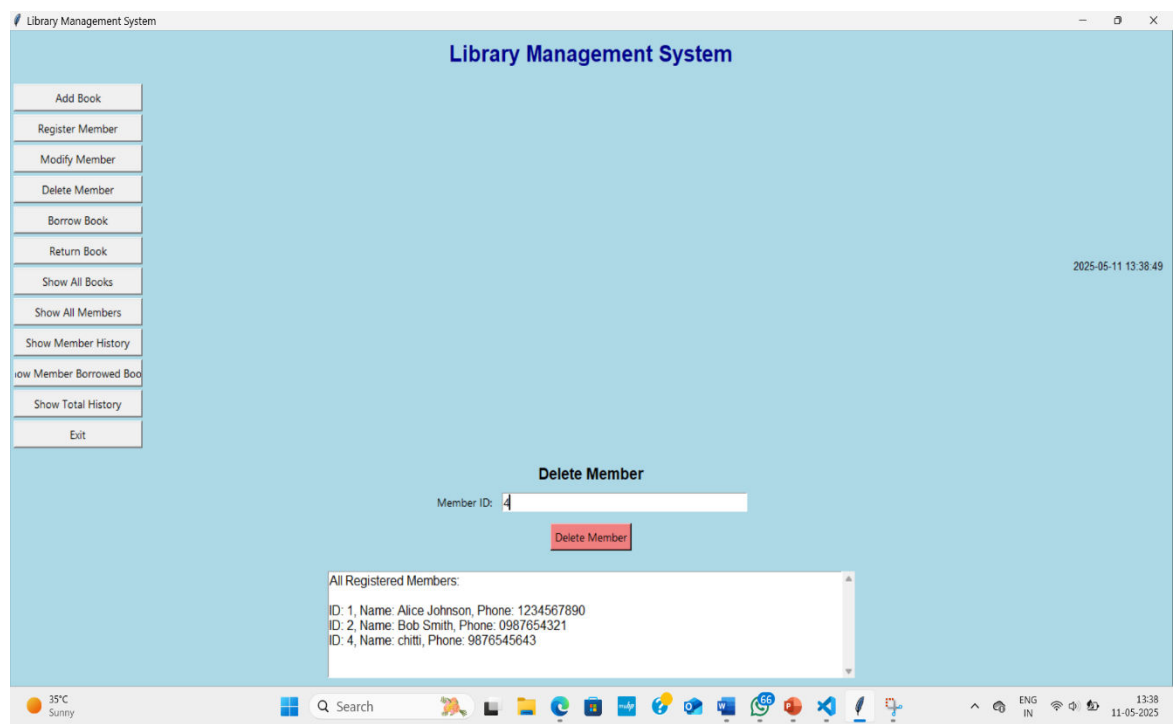 Library Management System
Library Management System
Add Book
Register Member
Modify Member
Delete Member
Borrow Book
Return Book
Show All Books
Show All Members
Show Member History
ow Member Borrowed Boo
Show Total History
Exit
2025-05-11 13:38:49
Delete Member
Member ID: 4
Delete Member
All Registered Members:
ID: 1, Name: Alice Johnson, Phone: 1234567890
ID: 2, Name: Bob Smith, Phone: 0987654321
ID: 4, Name: chitti, Phone: 9876545643
35°C
Sunny
Search
66
ENG
IN
13:38
11-05-2025